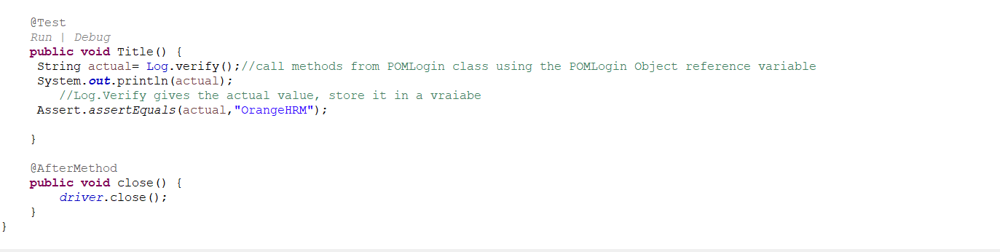 @Test
Run | Debug
public void Title() {
String actual= Log.verify();//call methods from POMLogin class using the POMLogin Object reference variable
System.out.println(actual);
//Log.Verify gives the actual value, store it in a vraiabe
Assert.assertEquals(actual,"OrangeHRM");
}
@AfterMethod
public void close() {
driver.close();
}
}